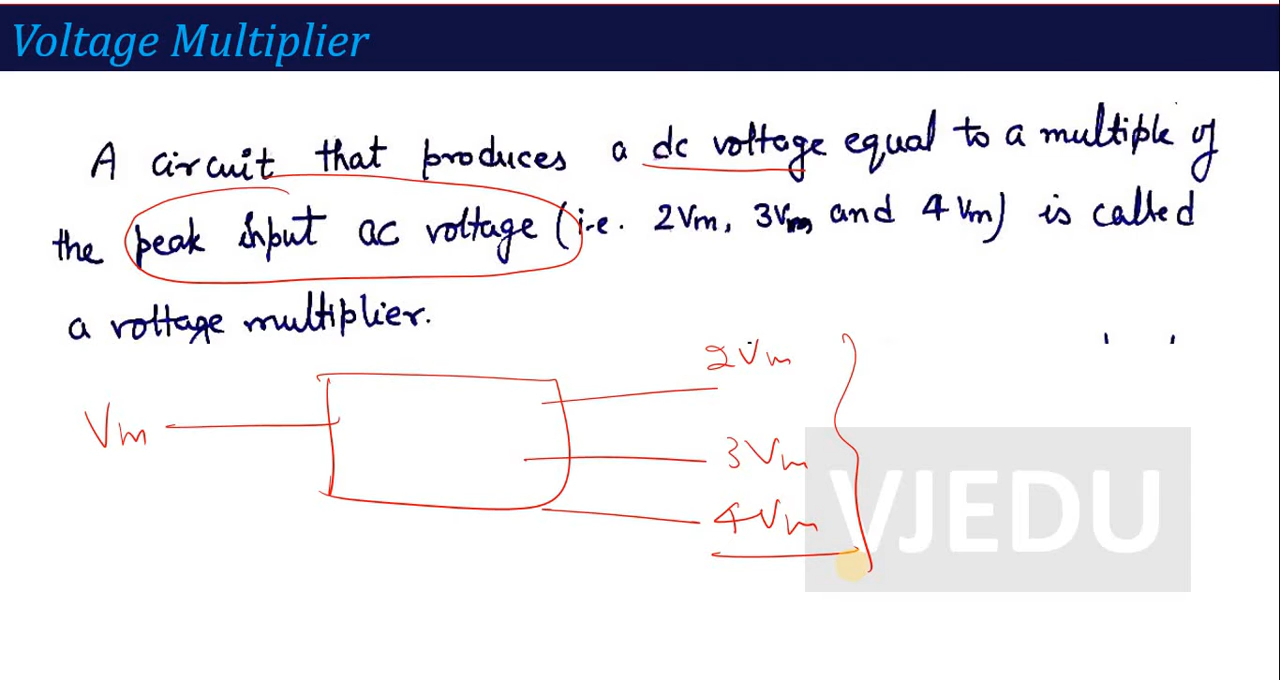 Voltage Multiplier
A circuit that produces a dc voltage equal to a multiple of
the peak input ac voltage (i.e. 2Vm, 3Vm and 4Vm) is called
a voltage multiplier.
2Vm
Vm
3Vm
4Vm
VJEDU